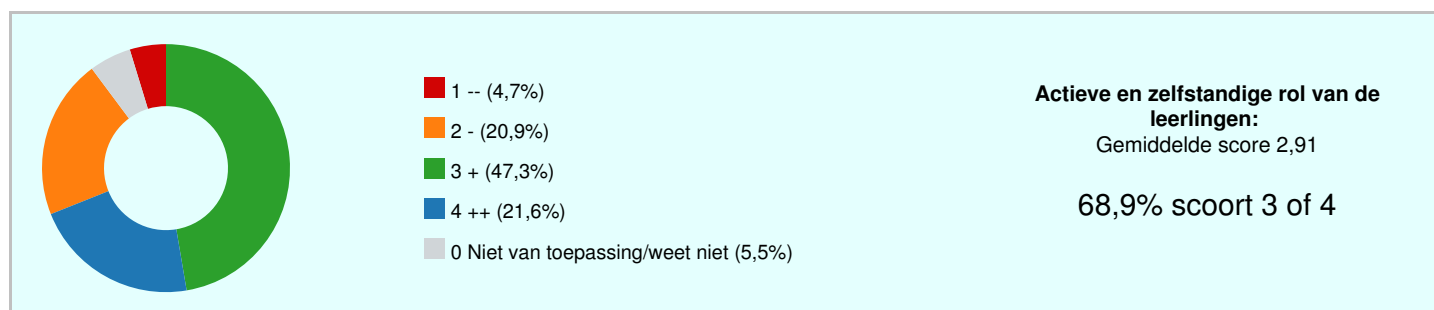 1 -- (4,7%)
2 - (20,9%)
3 + (47,3%)
4 ++ (21,6%)
0 Niet van toepassing/weet niet (5,5%)
Actieve en zelfstandige rol van de
leerlingen:
Gemiddelde score 2,91
68,9% scoort 3 of 4